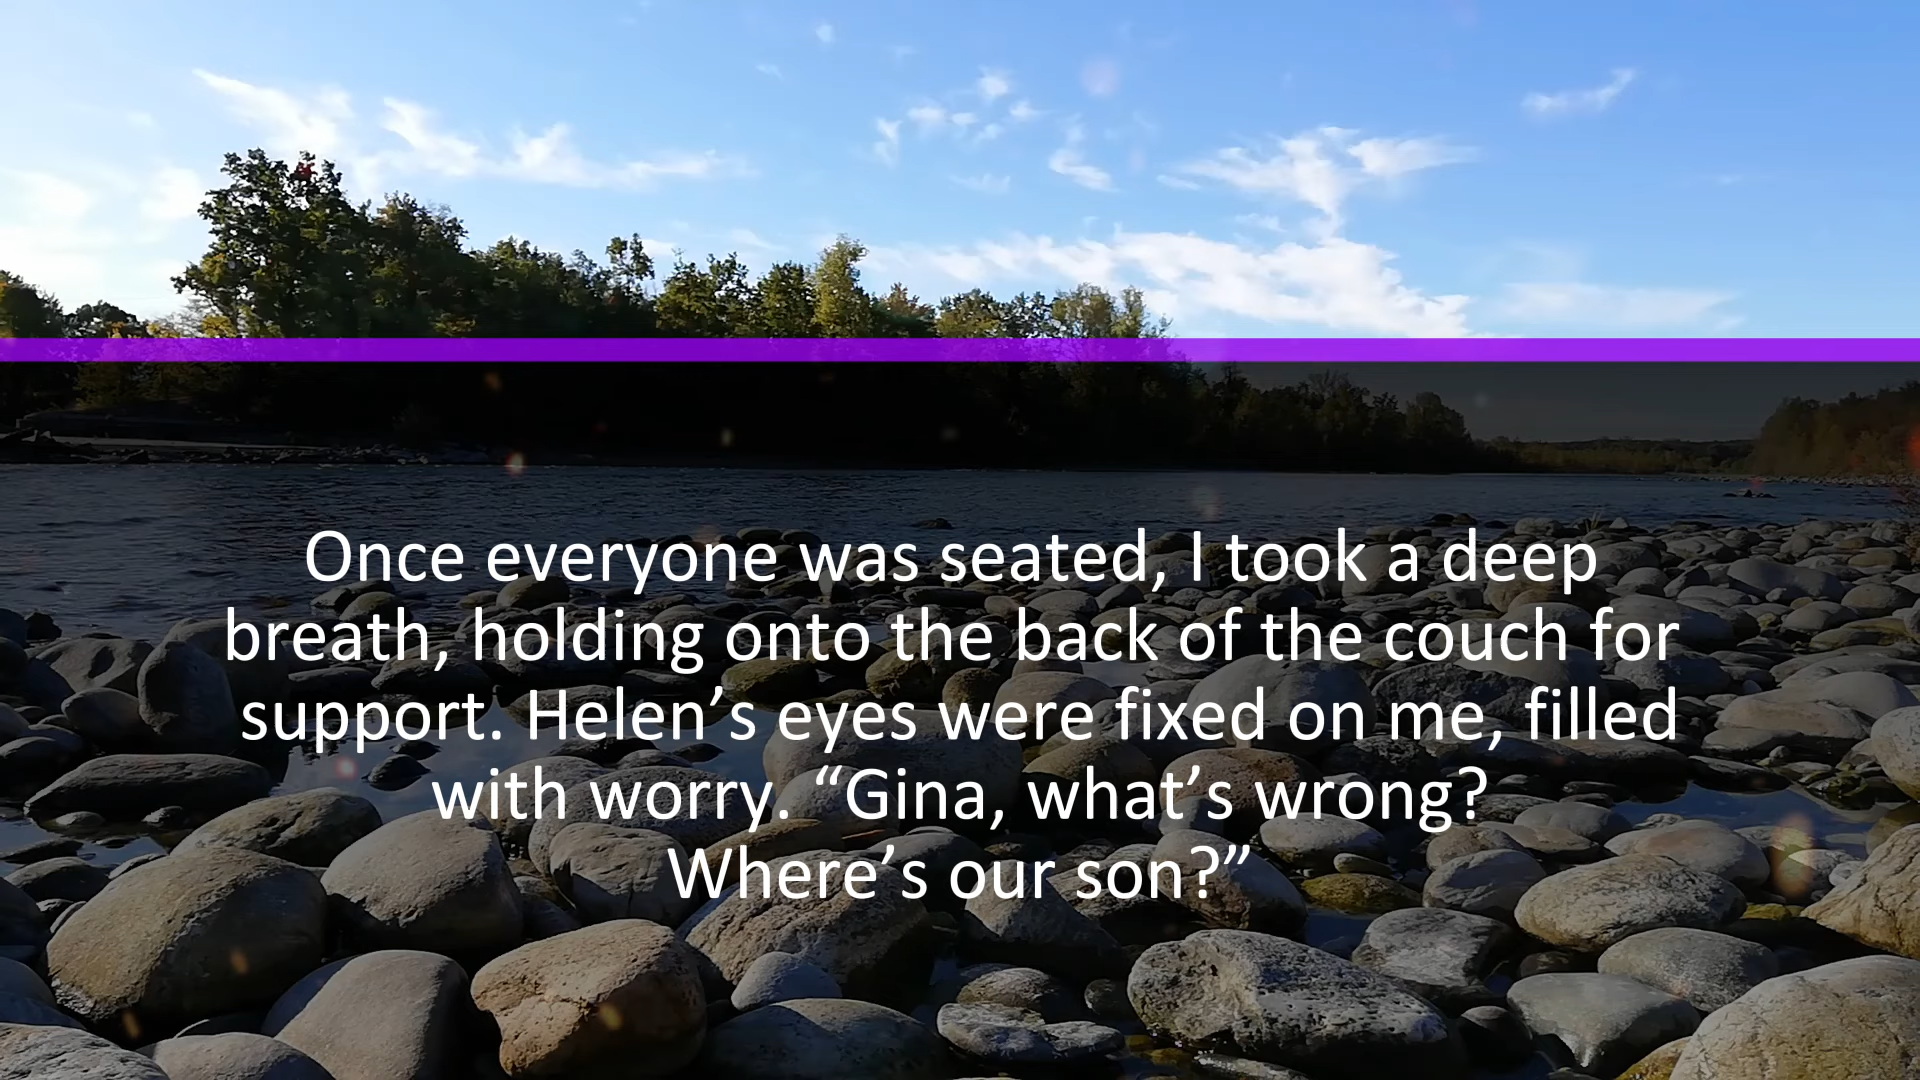 Once everyone was seated, I took a deep
breath, holding onto the back of the couch for
support. Helen’s eyes were fixed on me, filled
with worry. “Gina, what’s wrong?
Where’s our son?”